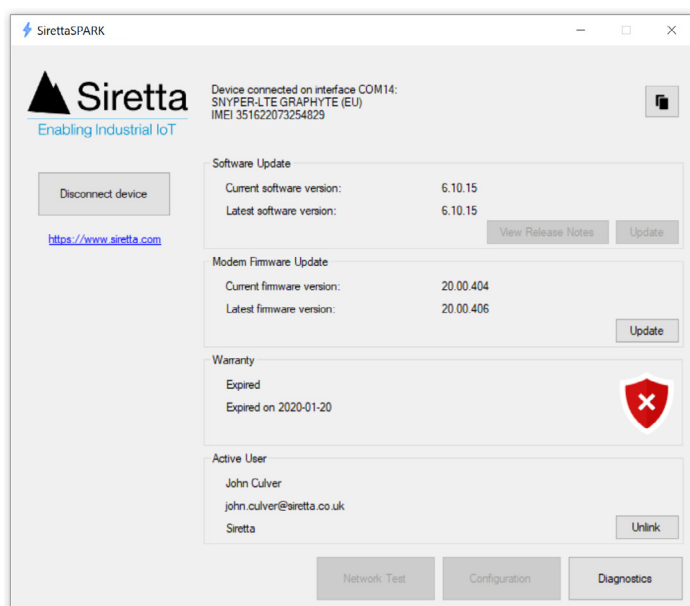 SirettaSPARK
Siretta
Enabling Industrial IoT
Device connected on interface COM14:
SNYPER-LTE GRAPHYTE (EU)
IMEI 351622073254829
Disconnect device
https://www.siretta.com
Software Update
Current software version: 6.10.15
Latest software version: 6.10.15
View Release Notes Update
Modem Firmware Update
Current firmware version: 20.00.404
Latest firmware version: 20.00.406
Update
Warranty
Expired
Expired on 2020-01-20
Active User
John Culver
john.culver@siretta.co.uk
Siretta
Unlink
Network Test Configuration Diagnostics